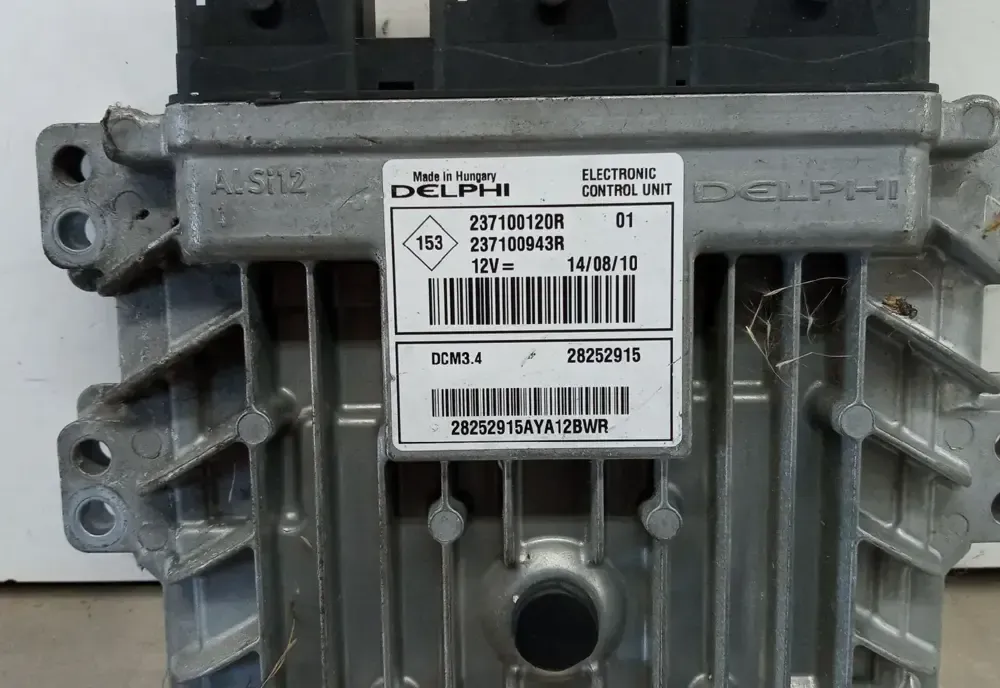 ALSi12
Made in Hungary
DELPHI
ELECTRONIC
CONTROL UNIT
DELPHI
153
237100120R 01
237100943R
12V= 14/08/10
DCM3.4 28252915
28252915AYA12BWR